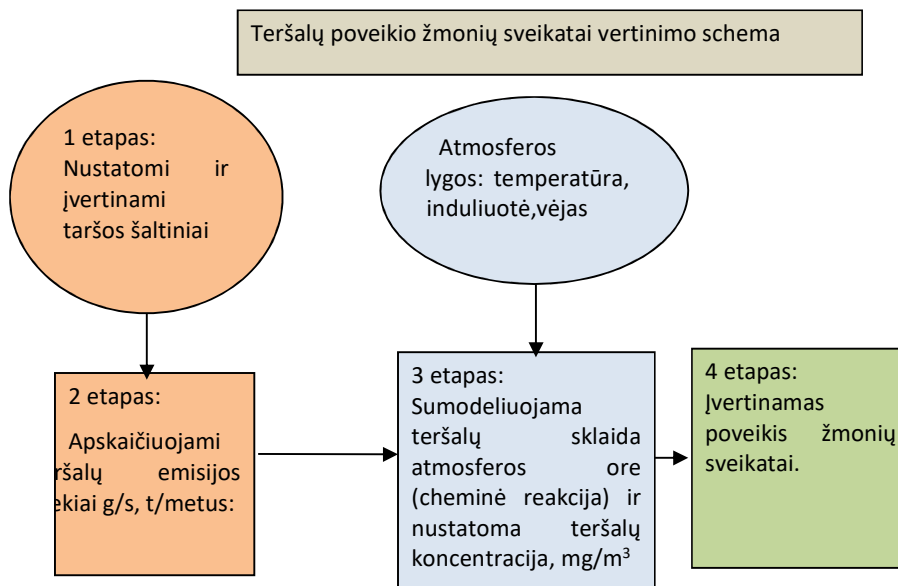 Teršalų poveikio žmonių sveikatai vertinimo schema
1 etapas:
Nustatomi ir
įvertinami
taršos šaltiniai
Atmosferos
lygos: temperatūra,
induliuotė,vėjas
2 etapas:
Apskaičiuojami
ršalų emisijos
ekiai g/s, t/metus:
3 etapas:
Sumodeliuojama
teršalų sklaida
atmosferos ore
(cheminė reakcija) ir
nustatoma teršalų
koncentracija, mg/m³
4 etapas:
Įvertinamas
poveikis žmonių
sveikatai.